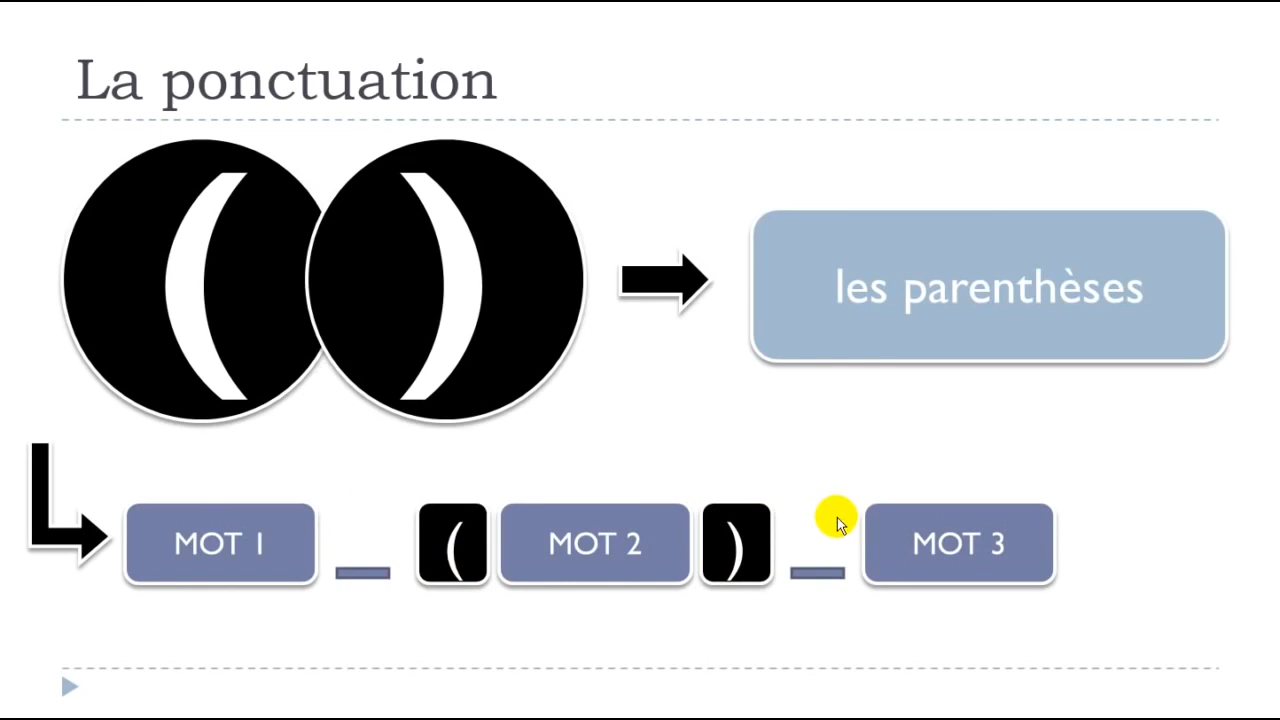 La ponctuation
( )
les parenthèses
MOT 1 _ ( MOT 2 ) _ MOT 3